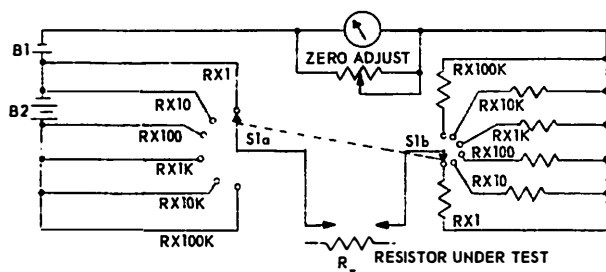 B1
ZERO ADJUST
RX1
RX100K
B2
RX10
RX10K
RX100
S1a
S1b
RX1K
RX1K
RX100
RX10K
RX10
RX100K
RX1
RESISTOR UNDER TEST
R